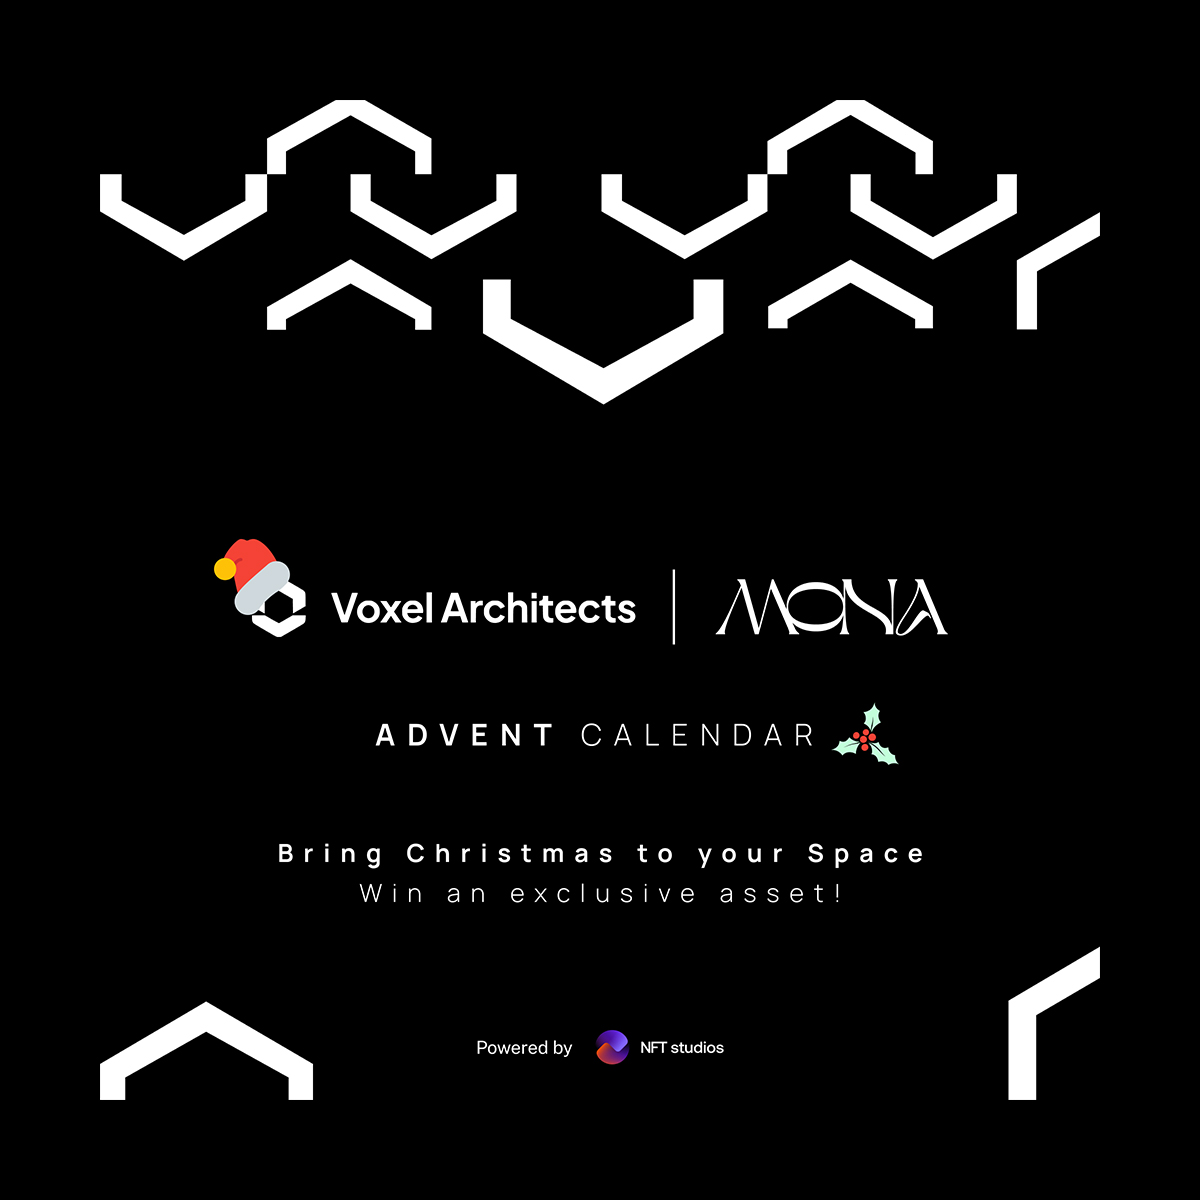 Voxel Architects | MONA
ADVENT CALENDAR
Bring Christmas to your Space
Win an exclusive asset!
Powered by NFT studios